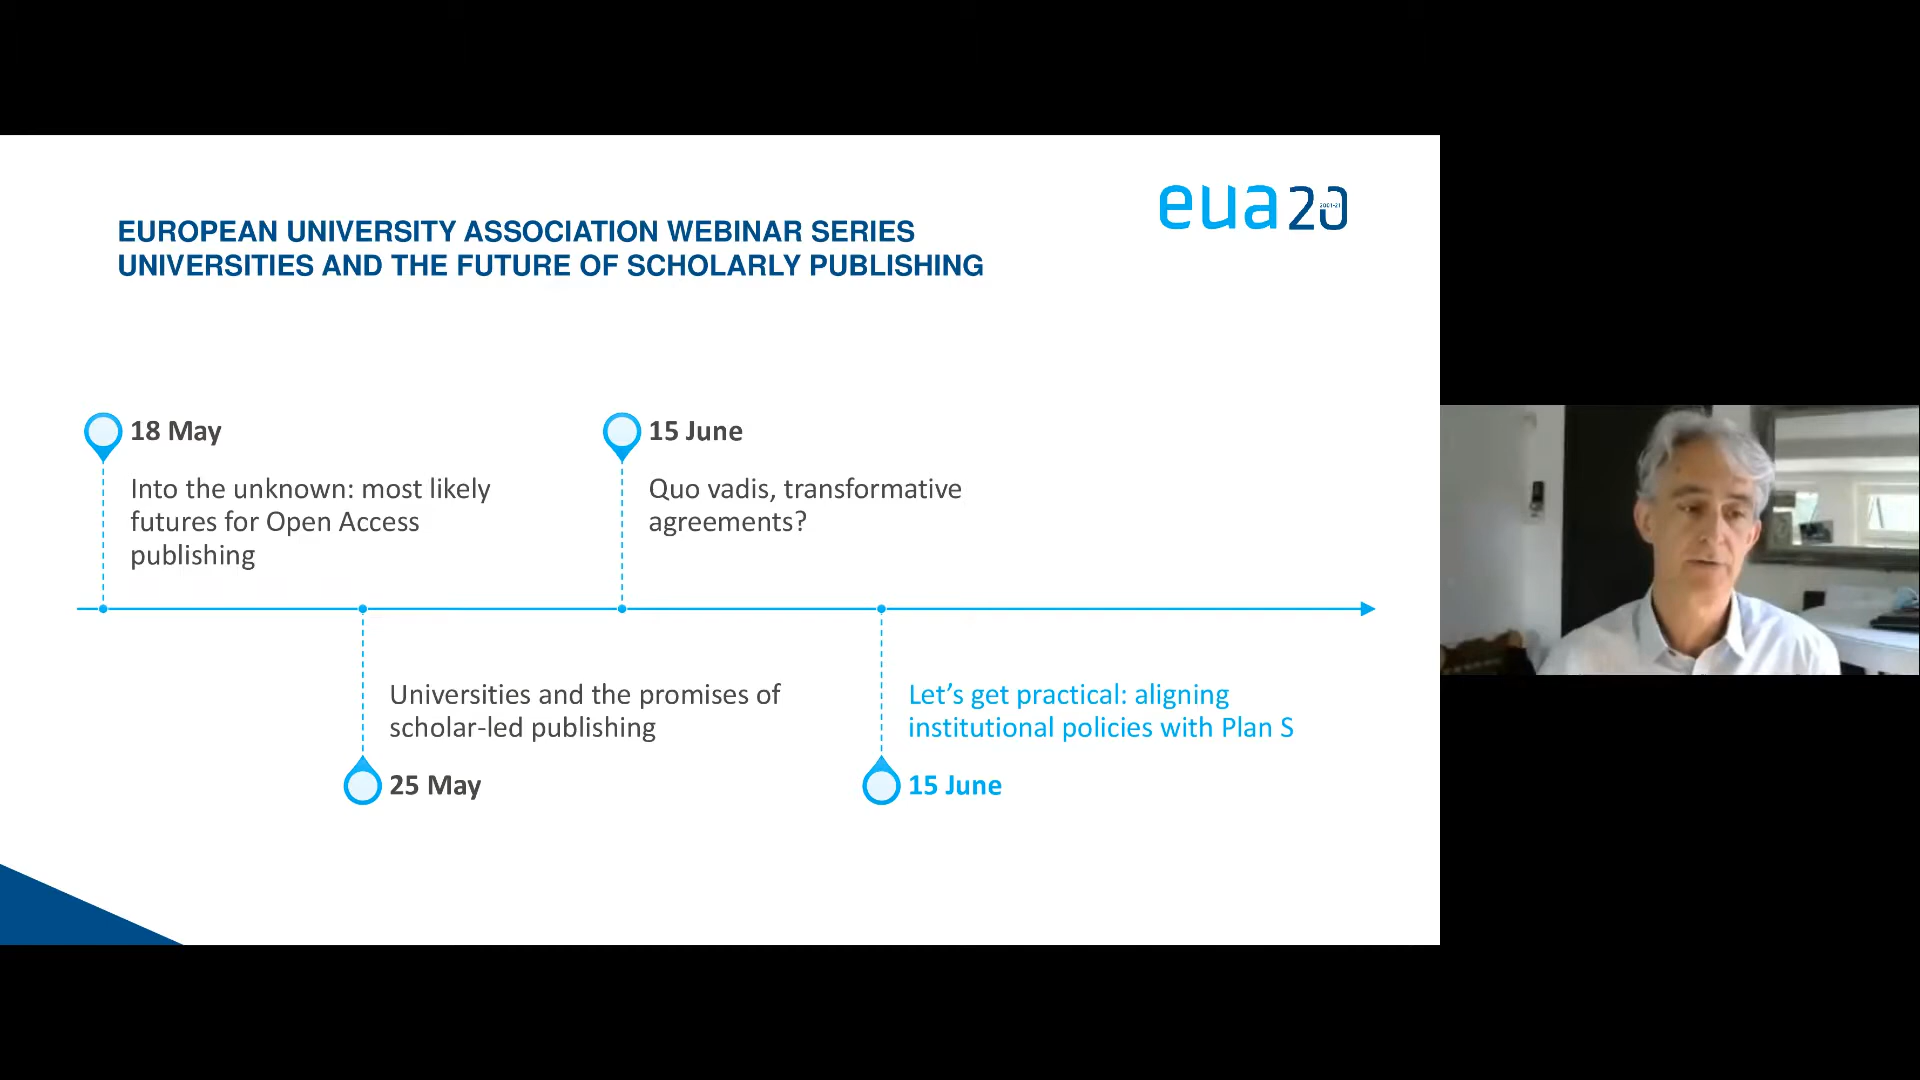 EUROPEAN UNIVERSITY ASSOCIATION WEBINAR SERIES
UNIVERSITIES AND THE FUTURE OF SCHOLARLY PUBLISHING
eua20
2001-21
18 May
Into the unknown: most likely
futures for Open Access
publishing
15 June
Quo vadis, transformative
agreements?
Universities and the promises of
scholar-led publishing
25 May
Let’s get practical: aligning
institutional policies with Plan S
15 June